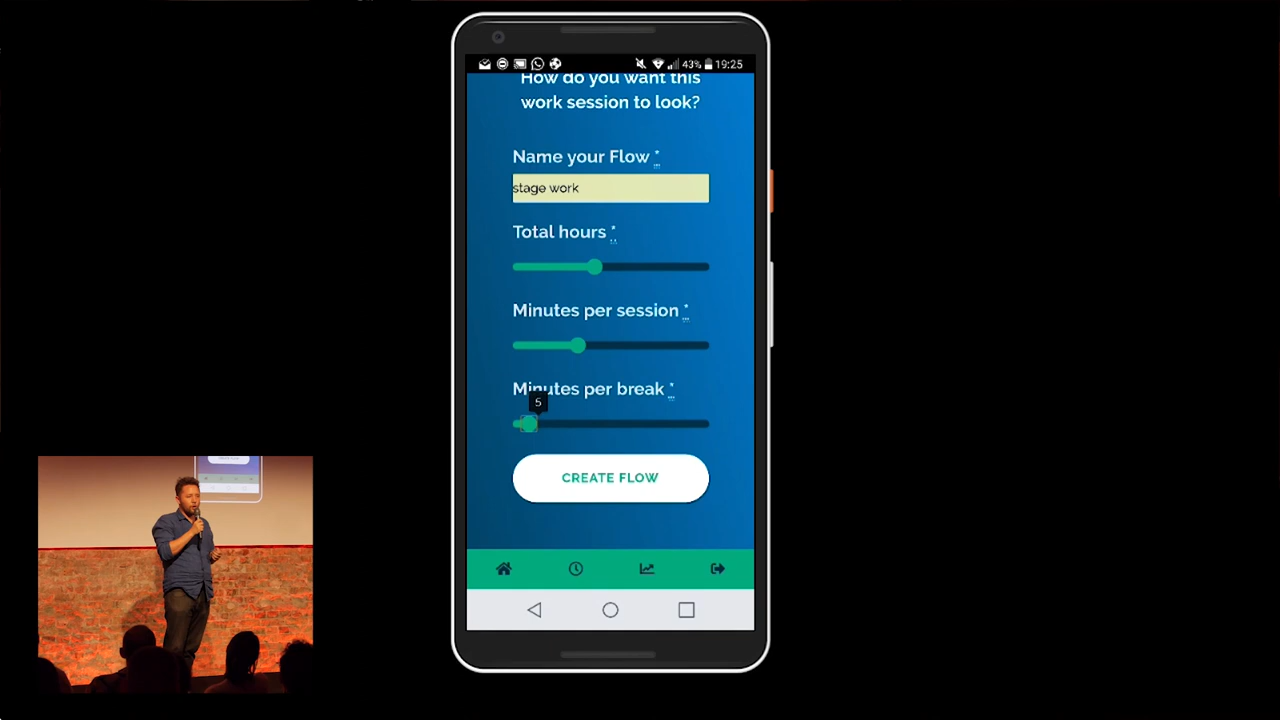 43% 19:25
How do you want this
work session to look?
Name your Flow *
stage work
Total hours *
Minutes per session *
Minutes per break *
5
CREATE FLOW